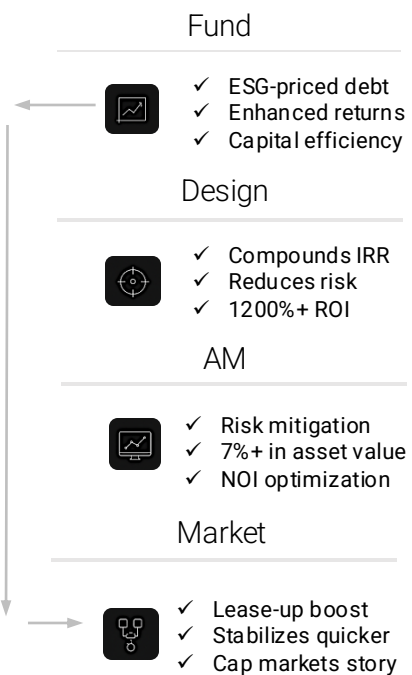 Fund
✓ ESG-priced debt
✓ Enhanced returns
✓ Capital efficiency
Design
✓ Compounds IRR
✓ Reduces risk
✓ 1200%+ ROI
AM
✓ Risk mitigation
✓ 7%+ in asset value
✓ NOI optimization
Market
✓ Lease-up boost
✓ Stabilizes quicker
✓ Cap markets story